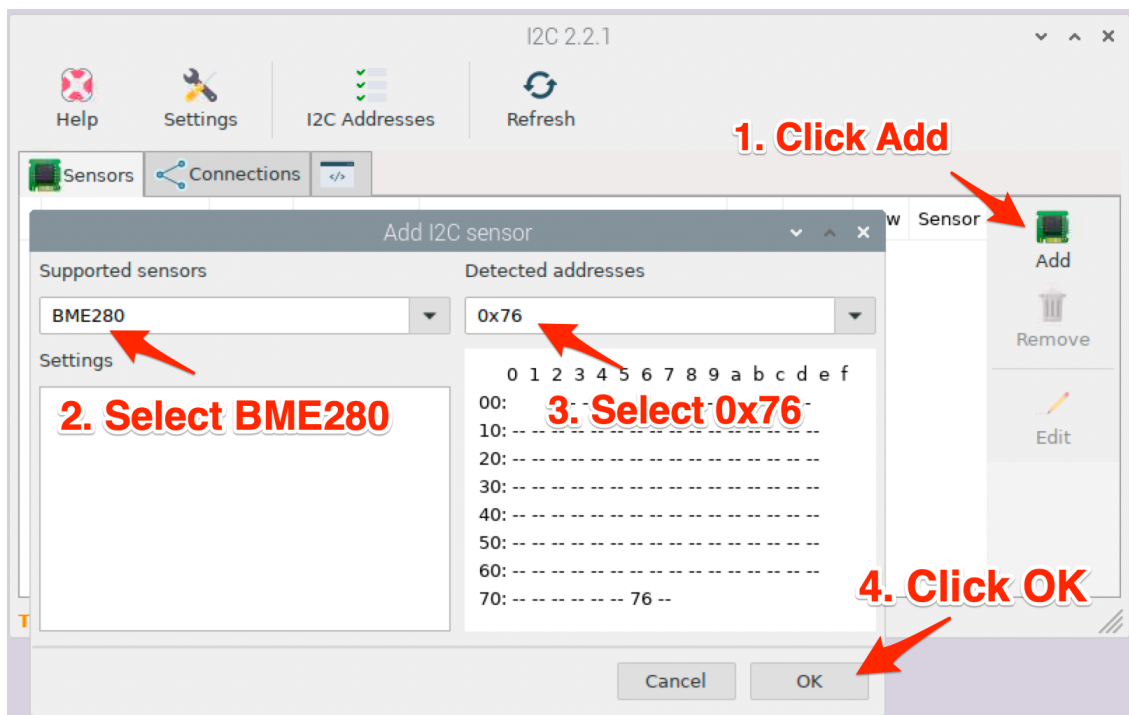 I2C 2.2.1
Help Settings I2C Addresses Refresh
1. Click Add
Sensors Connections </>
w Sensor
Add I2C sensor
Add
Supported sensors Detected addresses
BME280 0x76
Remove
Settings
0 1 2 3 4 5 6 7 8 9 a b c d e f
2. Select BME280
3. Select 0x76
00: -- --
10: -- -- -- -- -- -- -- -- -- -- -- -- -- -- -- --
Edit
20: -- -- -- -- -- -- -- -- -- -- -- -- -- -- -- --
30: -- -- -- -- -- -- -- -- -- -- -- -- -- -- -- --
40: -- -- -- -- -- -- -- -- -- -- -- -- -- -- -- --
50: -- -- -- -- -- -- -- -- -- -- -- -- -- -- -- --
60: -- -- -- -- -- -- -- -- -- -- -- -- -- -- -- --
70: -- -- -- -- -- -- 76 --
4. Click OK
T
Cancel OK